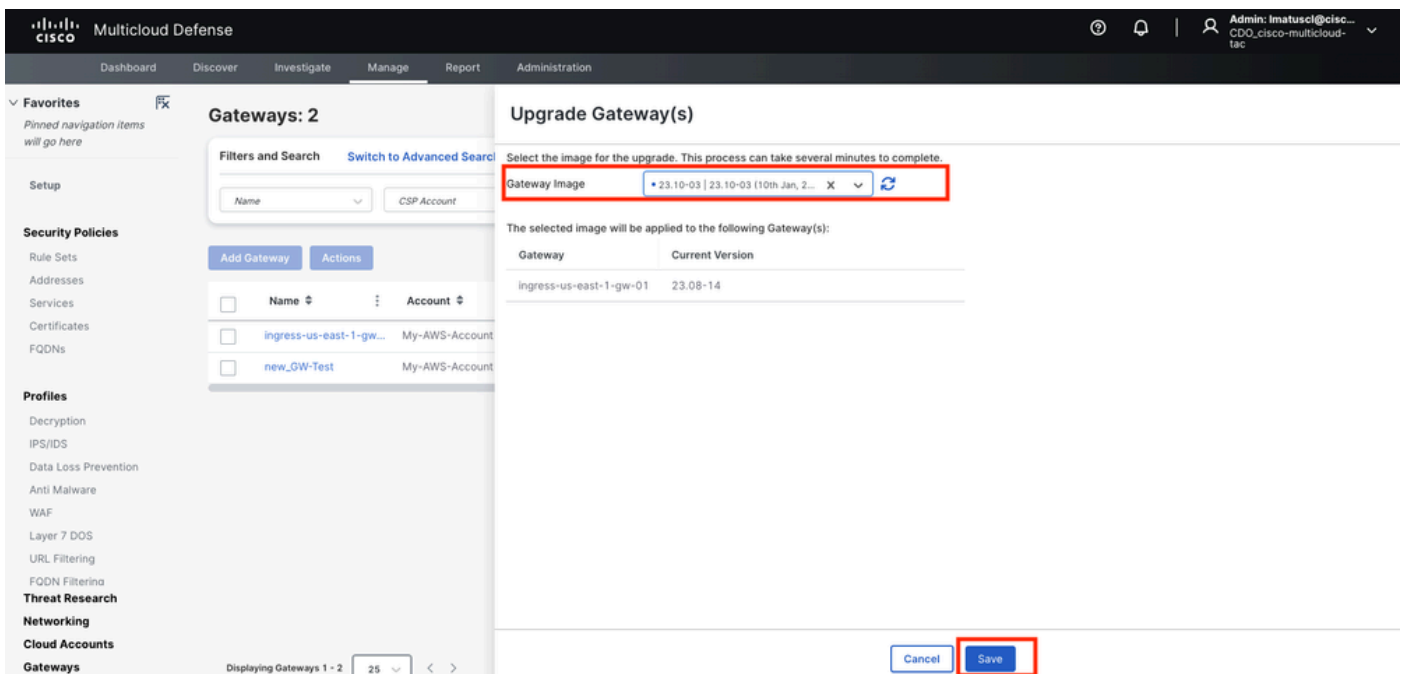 CISCO
Multicloud Defense
Admin: lmatuscl@cisc...
CDO_cisco-multicloud-
tac
Dashboard Discover Investigate Manage Report Administration
Favorites
Pinned navigation items
will go here
Setup
Security Policies
Rule Sets
Addresses
Services
Certificates
FQDNs
Profiles
Decryption
IPS/IDS
Data Loss Prevention
Anti Malware
WAF
Layer 7 DOS
URL Filtering
FQDN Filtering
Threat Research
Networking
Cloud Accounts
Gateways
Gateways: 2
Filters and Search Switch to Advanced Searc
Name CSP Account
Add Gateway Actions
Name Account
ingress-us-east-1-gw... My-AWS-Account
new_GW-Test My-AWS-Account
Displaying Gateways 1 - 2 25
Upgrade Gateway(s)
Select the image for the upgrade. This process can take several minutes to complete.
Gateway Image • 23.10-03 | 23.10-03 (10th Jan, 2...
The selected image will be applied to the following Gateway(s):
Gateway Current Version
ingress-us-east-1-gw-01 23.08-14
Cancel Save